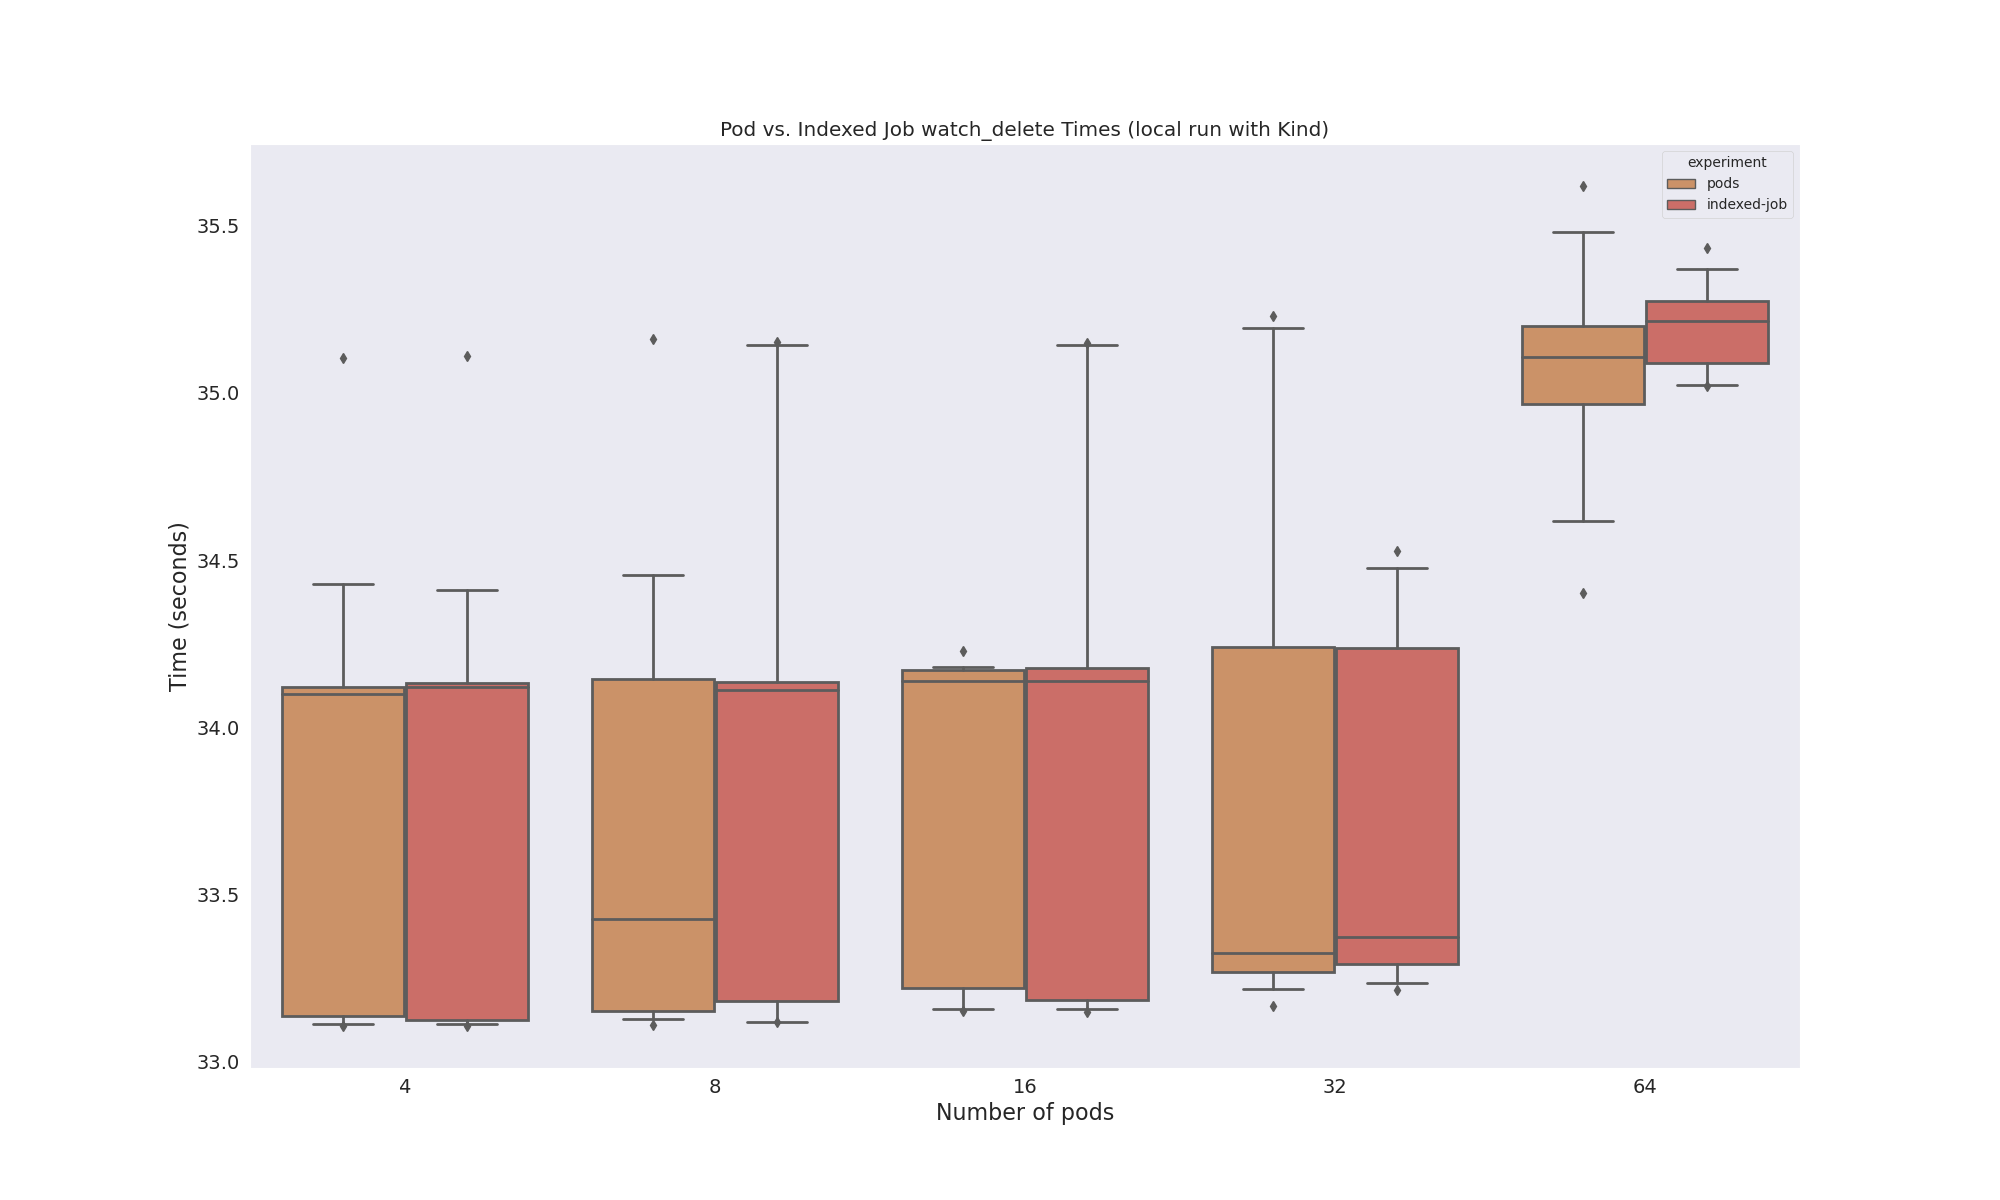 Pod vs. Indexed Job watch_delete Times (local run with Kind)
experiment
pods
indexed-job
35.5
35.0
34.5
34.0
33.5
33.0
Time (seconds)
4 8 16 32 64
Number of pods